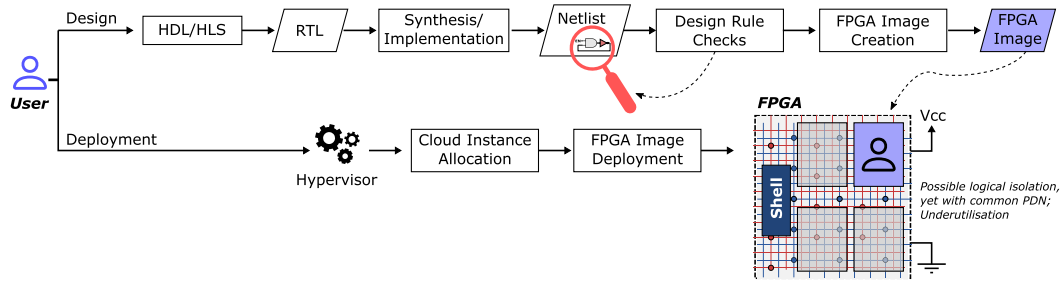 Design
HDL/HLS
RTL
Synthesis/
Implementation
Netlist
Design Rule
Checks
FPGA Image
Creation
FPGA
Image
User
Deployment
Hypervisor
Cloud Instance
Allocation
FPGA Image
Deployment
FPGA
Vcc
Shell
Possible logical isolation,
yet with common PDN;
Underutilisation